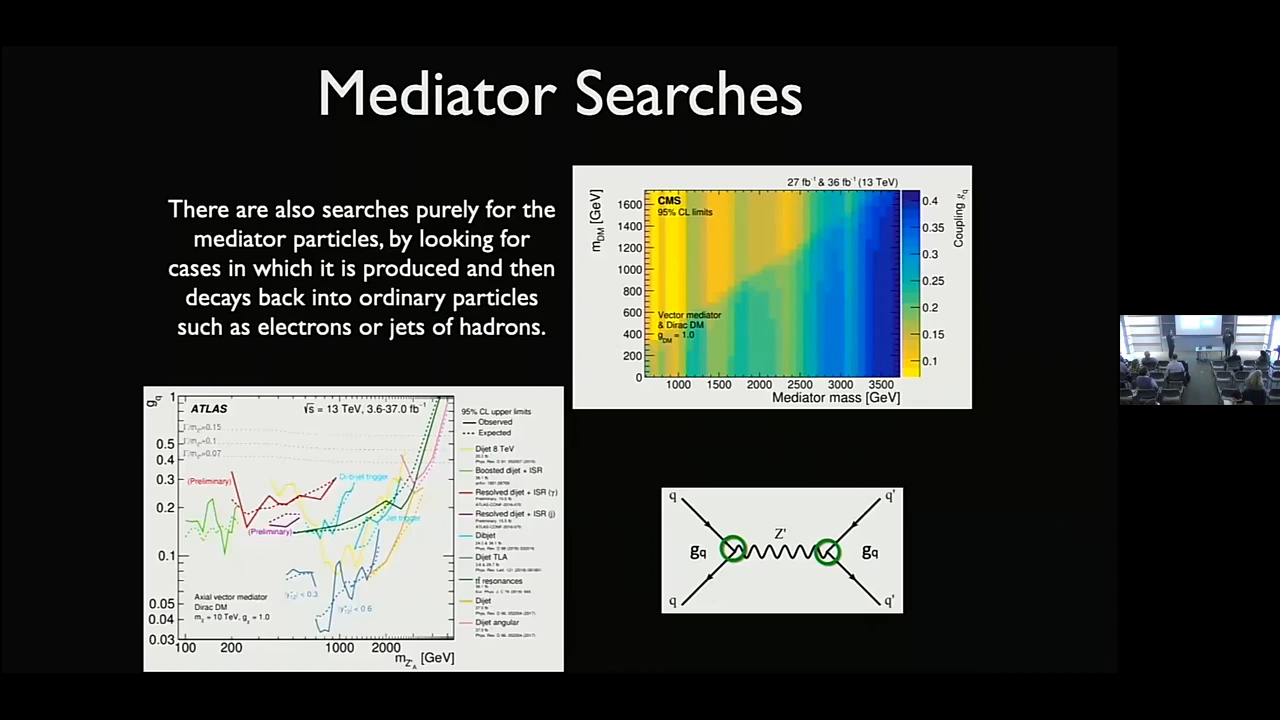 Mediator Searches
There are also searches purely for the
mediator particles, by looking for
cases in which it is produced and then
decays back into ordinary particles
such as electrons or jets of hadrons.
27 fb⁻¹ & 36 fb⁻¹ (13 TeV)
CMS
95% CL limits
Vector mediator
& Dirac DM
g_DM = 1.0
m_DM [GeV]
1600
1400
1200
1000
800
600
400
200
0
1000 1500 2000 2500 3000 3500
Mediator mass [GeV]
0.4
0.35
0.3
0.25
0.2
0.15
0.1
Coupling g_q
ATLAS
√s = 13 TeV, 3.6-37.0 fb⁻¹
g_q
1
0.5
0.4
0.3
0.2
0.1
0.05
0.04
0.03
(Preliminary)
(Preliminary)
Di-b-jet trigger
Axial vector mediator
Dirac DM
100 200 1000 2000
m_Z'_A [GeV]
95% CL upper limits
Observed
Expected
Dijet 8 TeV
Boosted dijet + ISR
Resolved dijet + ISR (γ)
Resolved dijet + ISR (j)
Dibjet
Dijet TLA
tt̄ resonances
Dijet
Dijet angular
q q'
Z'
gq gq
q̄ q̄'